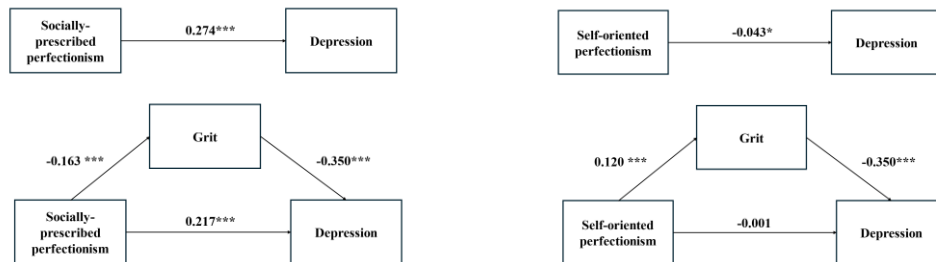 Socially-
prescribed
perfectionism
0.274***
Depression
Self-oriented
perfectionism
-0.043*
Depression
Grit
-0.163 ***
-0.350***
Socially-
prescribed
perfectionism
0.217***
Depression
Grit
0.120 ***
-0.350***
Self-oriented
perfectionism
-0.001
Depression